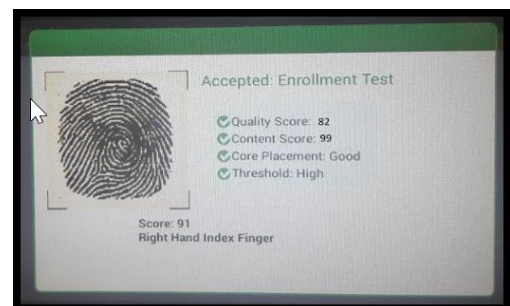 Accepted: Enrollment Test
Quality Score: 82
Content Score: 99
Core Placement: Good
Threshold: High
Score: 91
Right Hand Index Finger